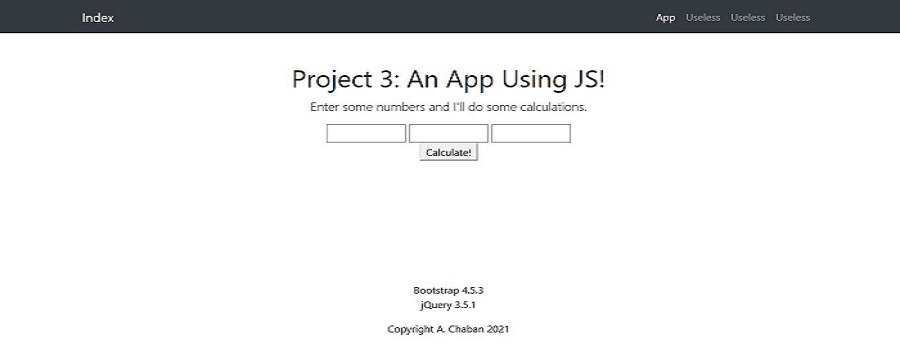 Index App Useless Useless Useless
Project 3: An App Using JS!
Enter some numbers and I'll do some calculations.
Calculate!
Bootstrap 4.5.3
jQuery 3.5.1
Copyright A. Chaban 2021